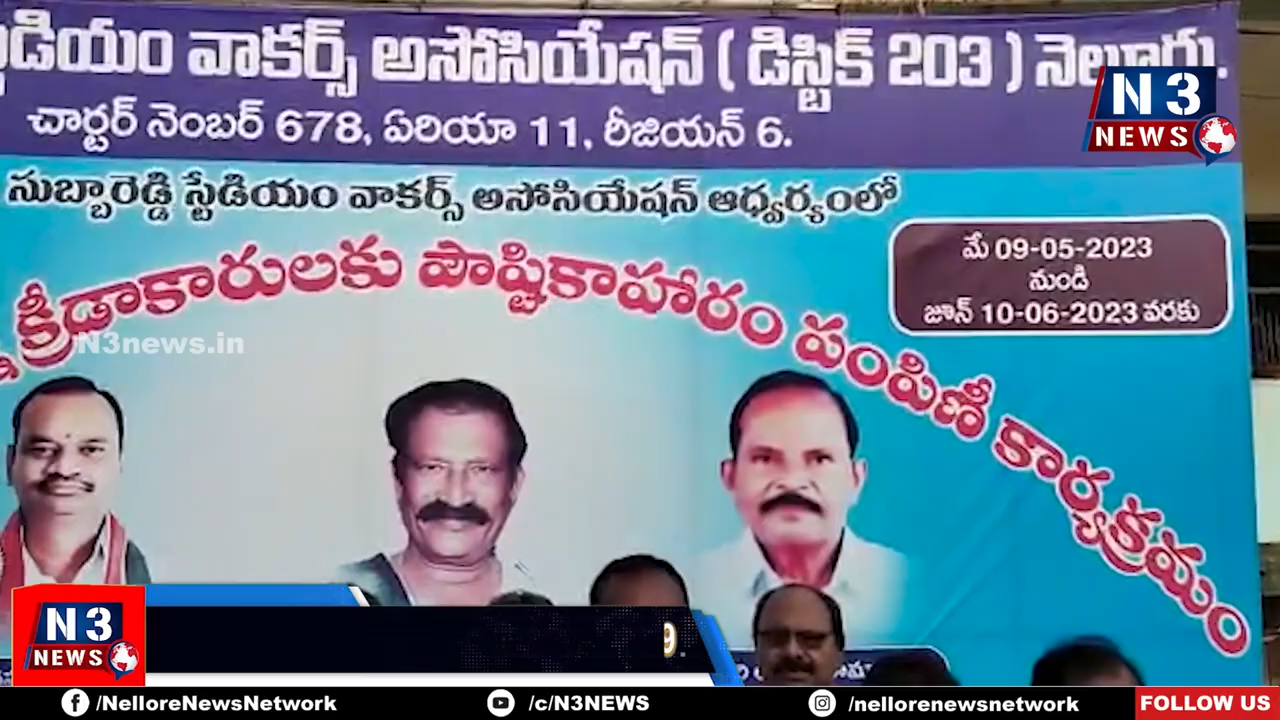 స్టేడియం వాకర్స్ అసోసియేషన్ ( డిస్టిక్ 203 ) నెల్లూరు.
చార్టర్ నెంబర్ 678, ఏరియా 11, రీజియన్ 6.
N3
NEWS
సుబ్బారెడ్డి స్టేడియం వాకర్స్ అసోసియేషన్ ఆధ్వర్యంలో
మే 09-05-2023
నుండి
జూన్ 10-06-2023 వరకు
క్రీడాకారులకు పౌష్టికాహారం పంపిణీ కార్యక్రమం
N3news.in
N3
NEWS
9
/NelloreNewsNetwork
/c/N3NEWS
/nellorenewsNetwork
FOLLOW US